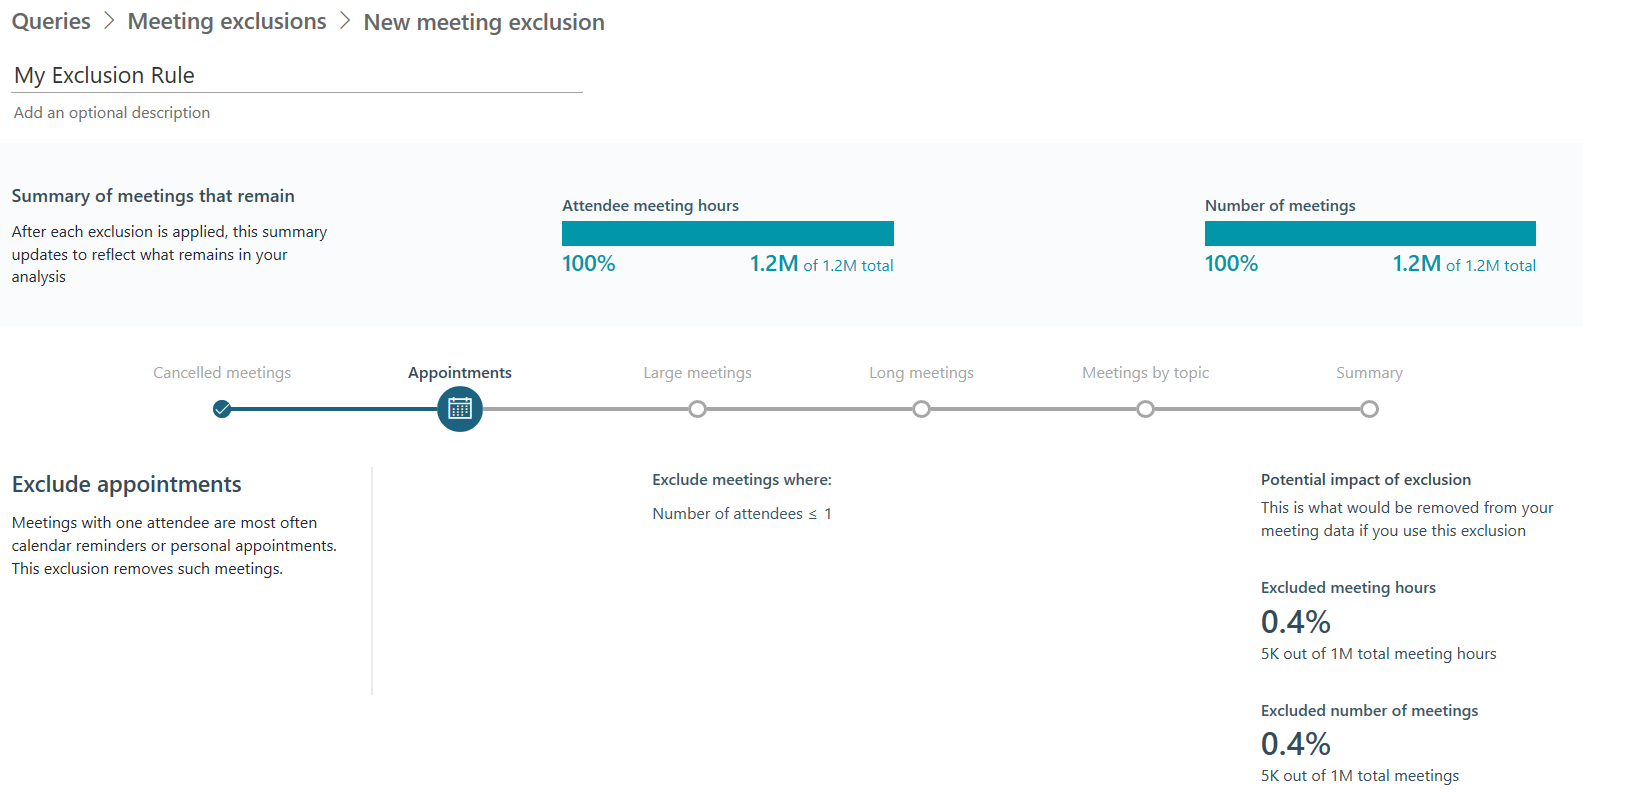 Queries > Meeting exclusions > New meeting exclusion
My Exclusion Rule
Add an optional description
Summary of meetings that remain
After each exclusion is applied, this summary
updates to reflect what remains in your
analysis
Attendee meeting hours
100% 1.2M of 1.2M total
Number of meetings
100% 1.2M of 1.2M total
Cancelled meetings
Appointments
Large meetings
Long meetings
Meetings by topic
Summary
Exclude appointments
Meetings with one attendee are most often
calendar reminders or personal appointments.
This exclusion removes such meetings.
Exclude meetings where:
Number of attendees ≤ 1
Potential impact of exclusion
This is what would be removed from your
meeting data if you use this exclusion
Excluded meeting hours
0.4%
5K out of 1M total meeting hours
Excluded number of meetings
0.4%
5K out of 1M total meetings